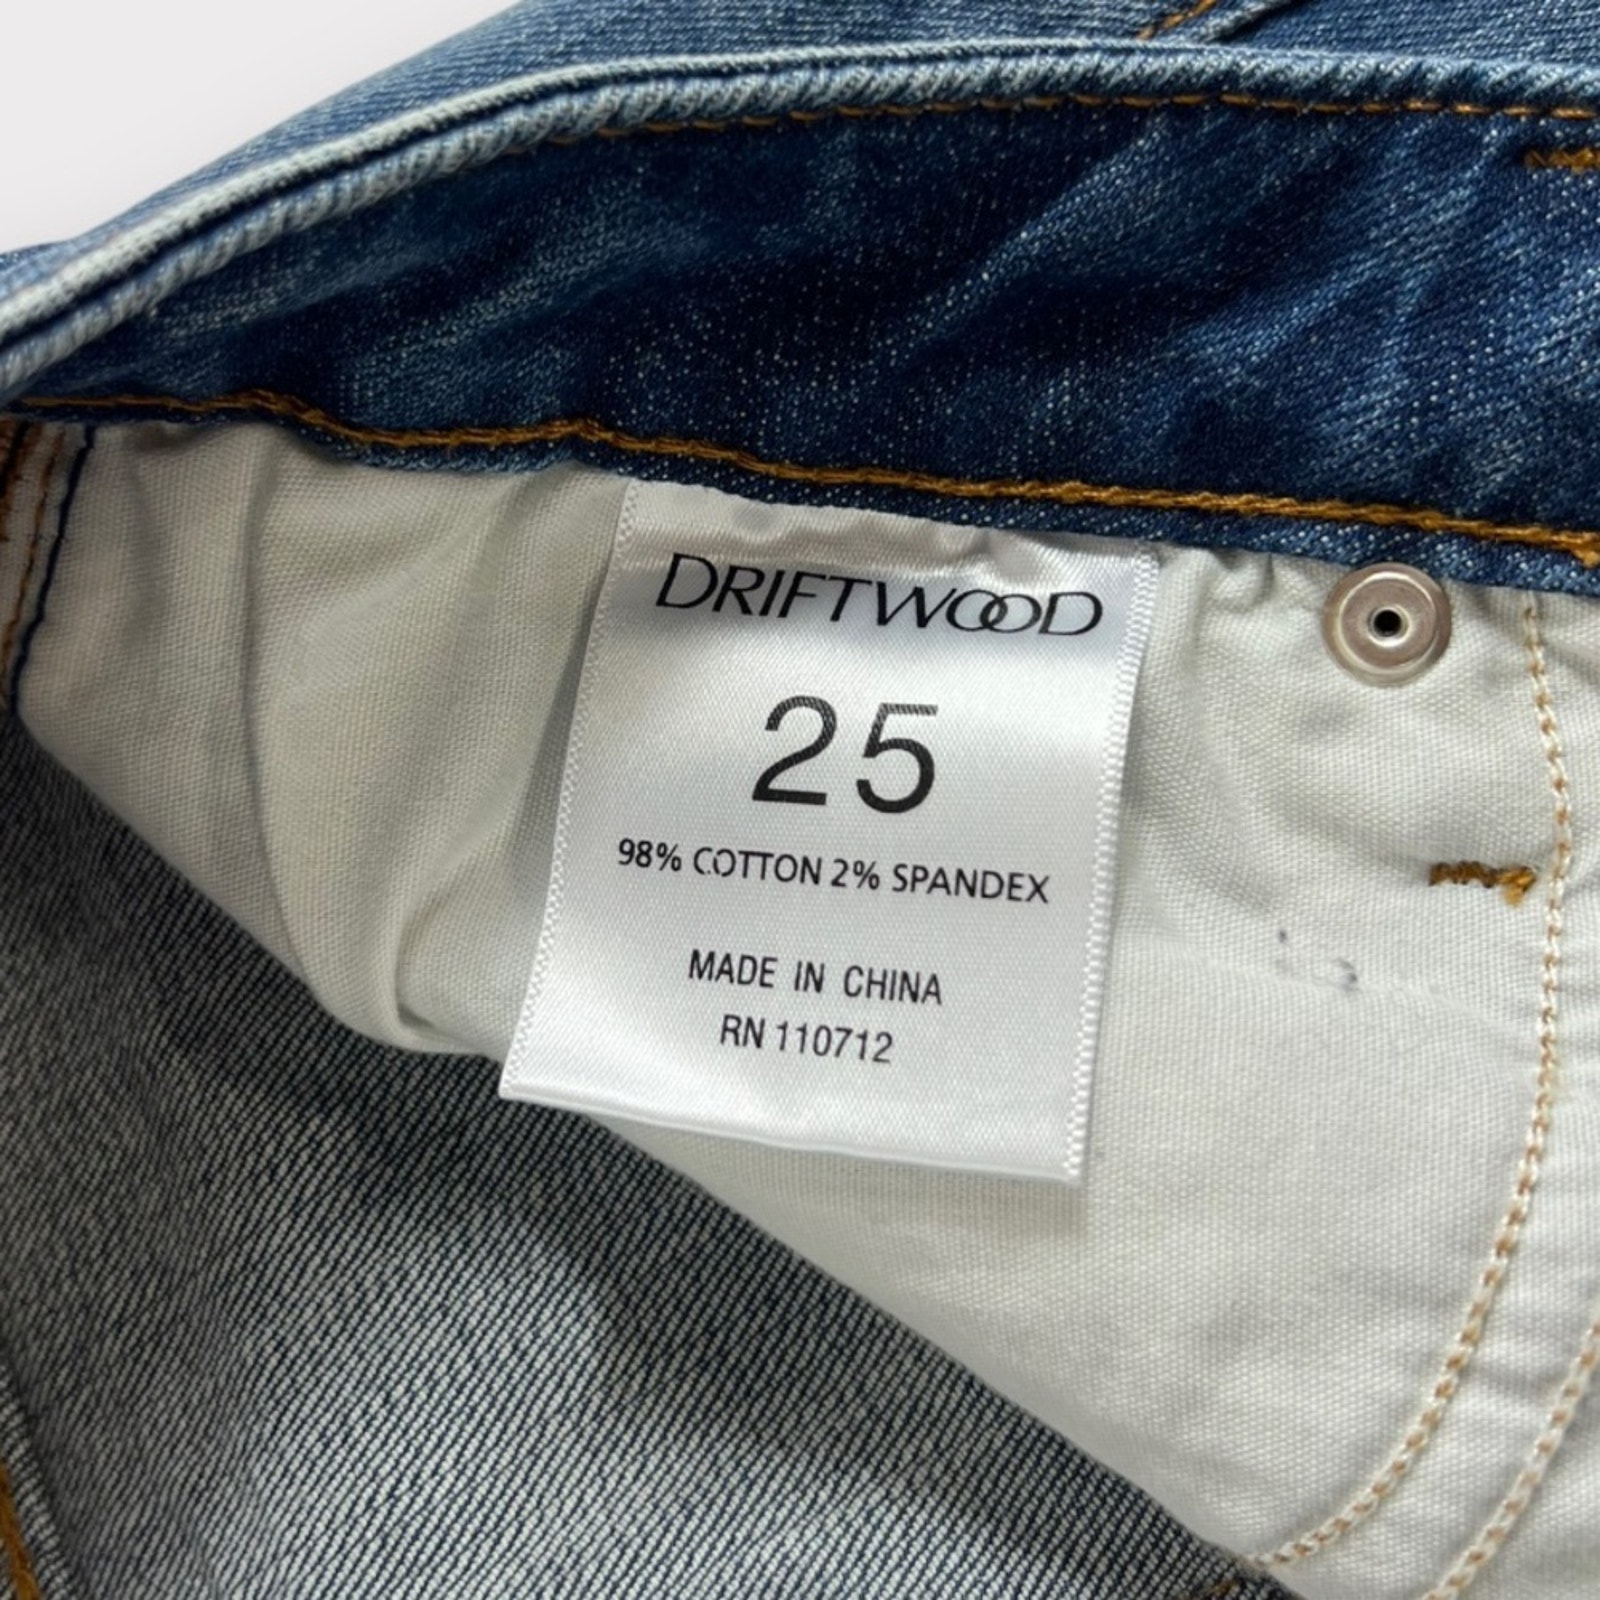 DRIFTWOOD
25
98% COTTON 2% SPANDEX
MADE IN CHINA
RN 110712